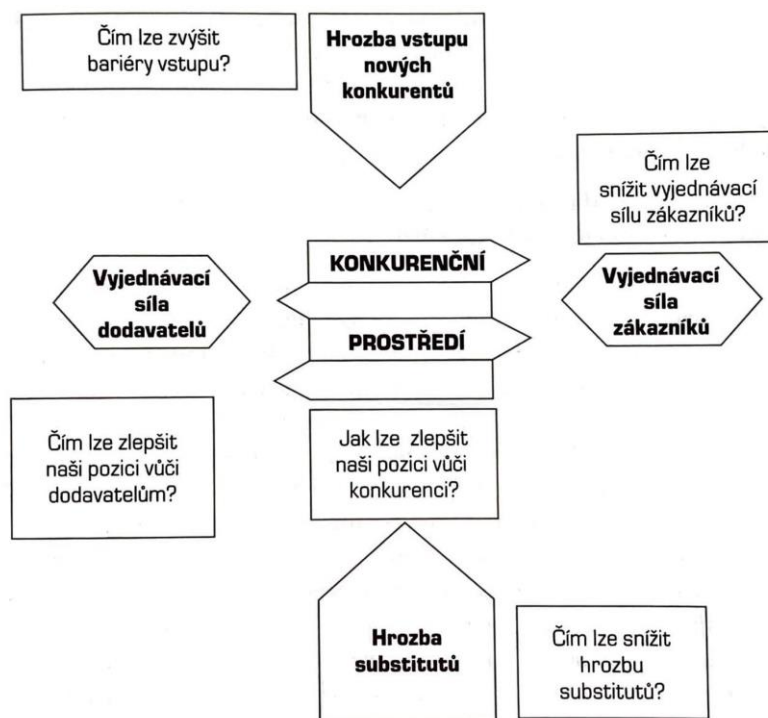 Čím lze zvýšit
bariéry vstupu?
Hrozba vstupu
nových
konkurentů
Čím lze
snížit vyjednávací
sílu zákazníků?
Vyjednávací
síla
dodavatelů
KONKURENČNÍ
PROSTŘEDÍ
Vyjednávací
síla
zákazníků
Čím lze zlepšit
naši pozici vůči
dodavatelům?
Jak lze zlepšit
naši pozici vůči
konkurenci?
Hrozba
substitutů
Čím lze snížit
hrozbu
substitutů?